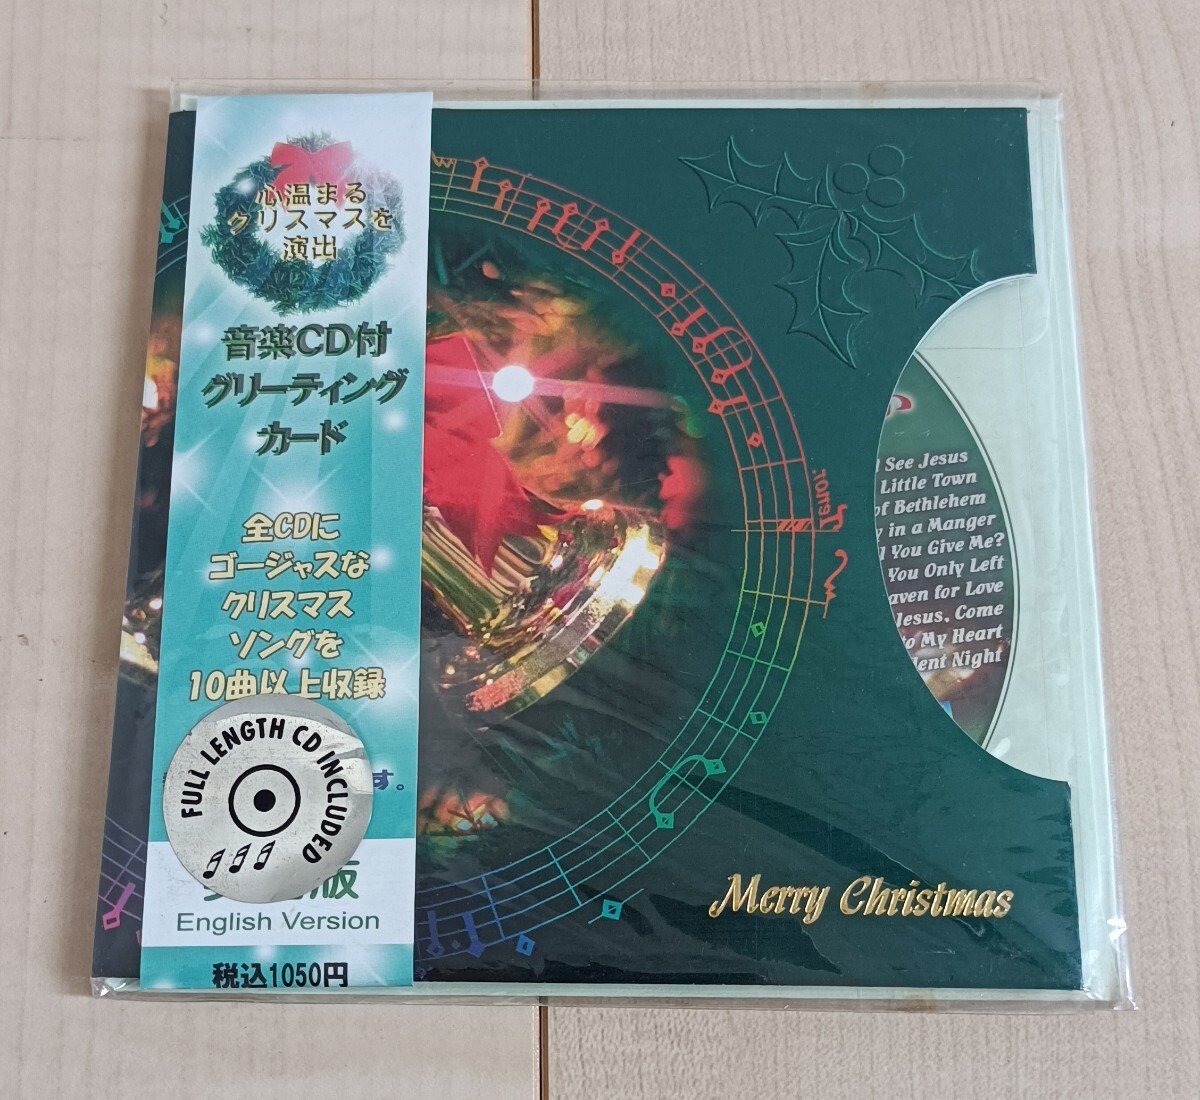 心温まる
クリスマスを
演出
音楽CD付
グリーティング
カード
全CDに
ゴージャスな
クリスマス
ソングを
10曲以上収録
す。
FULL LENGTH CD INCLUDED
版
English Version
税込1050円
See Jesus
Little Town
of Bethlehem
in a Manger
You Give Me?
You Only Left
for Love
Jesus, Come
to My Heart
Night
Merry Christmas